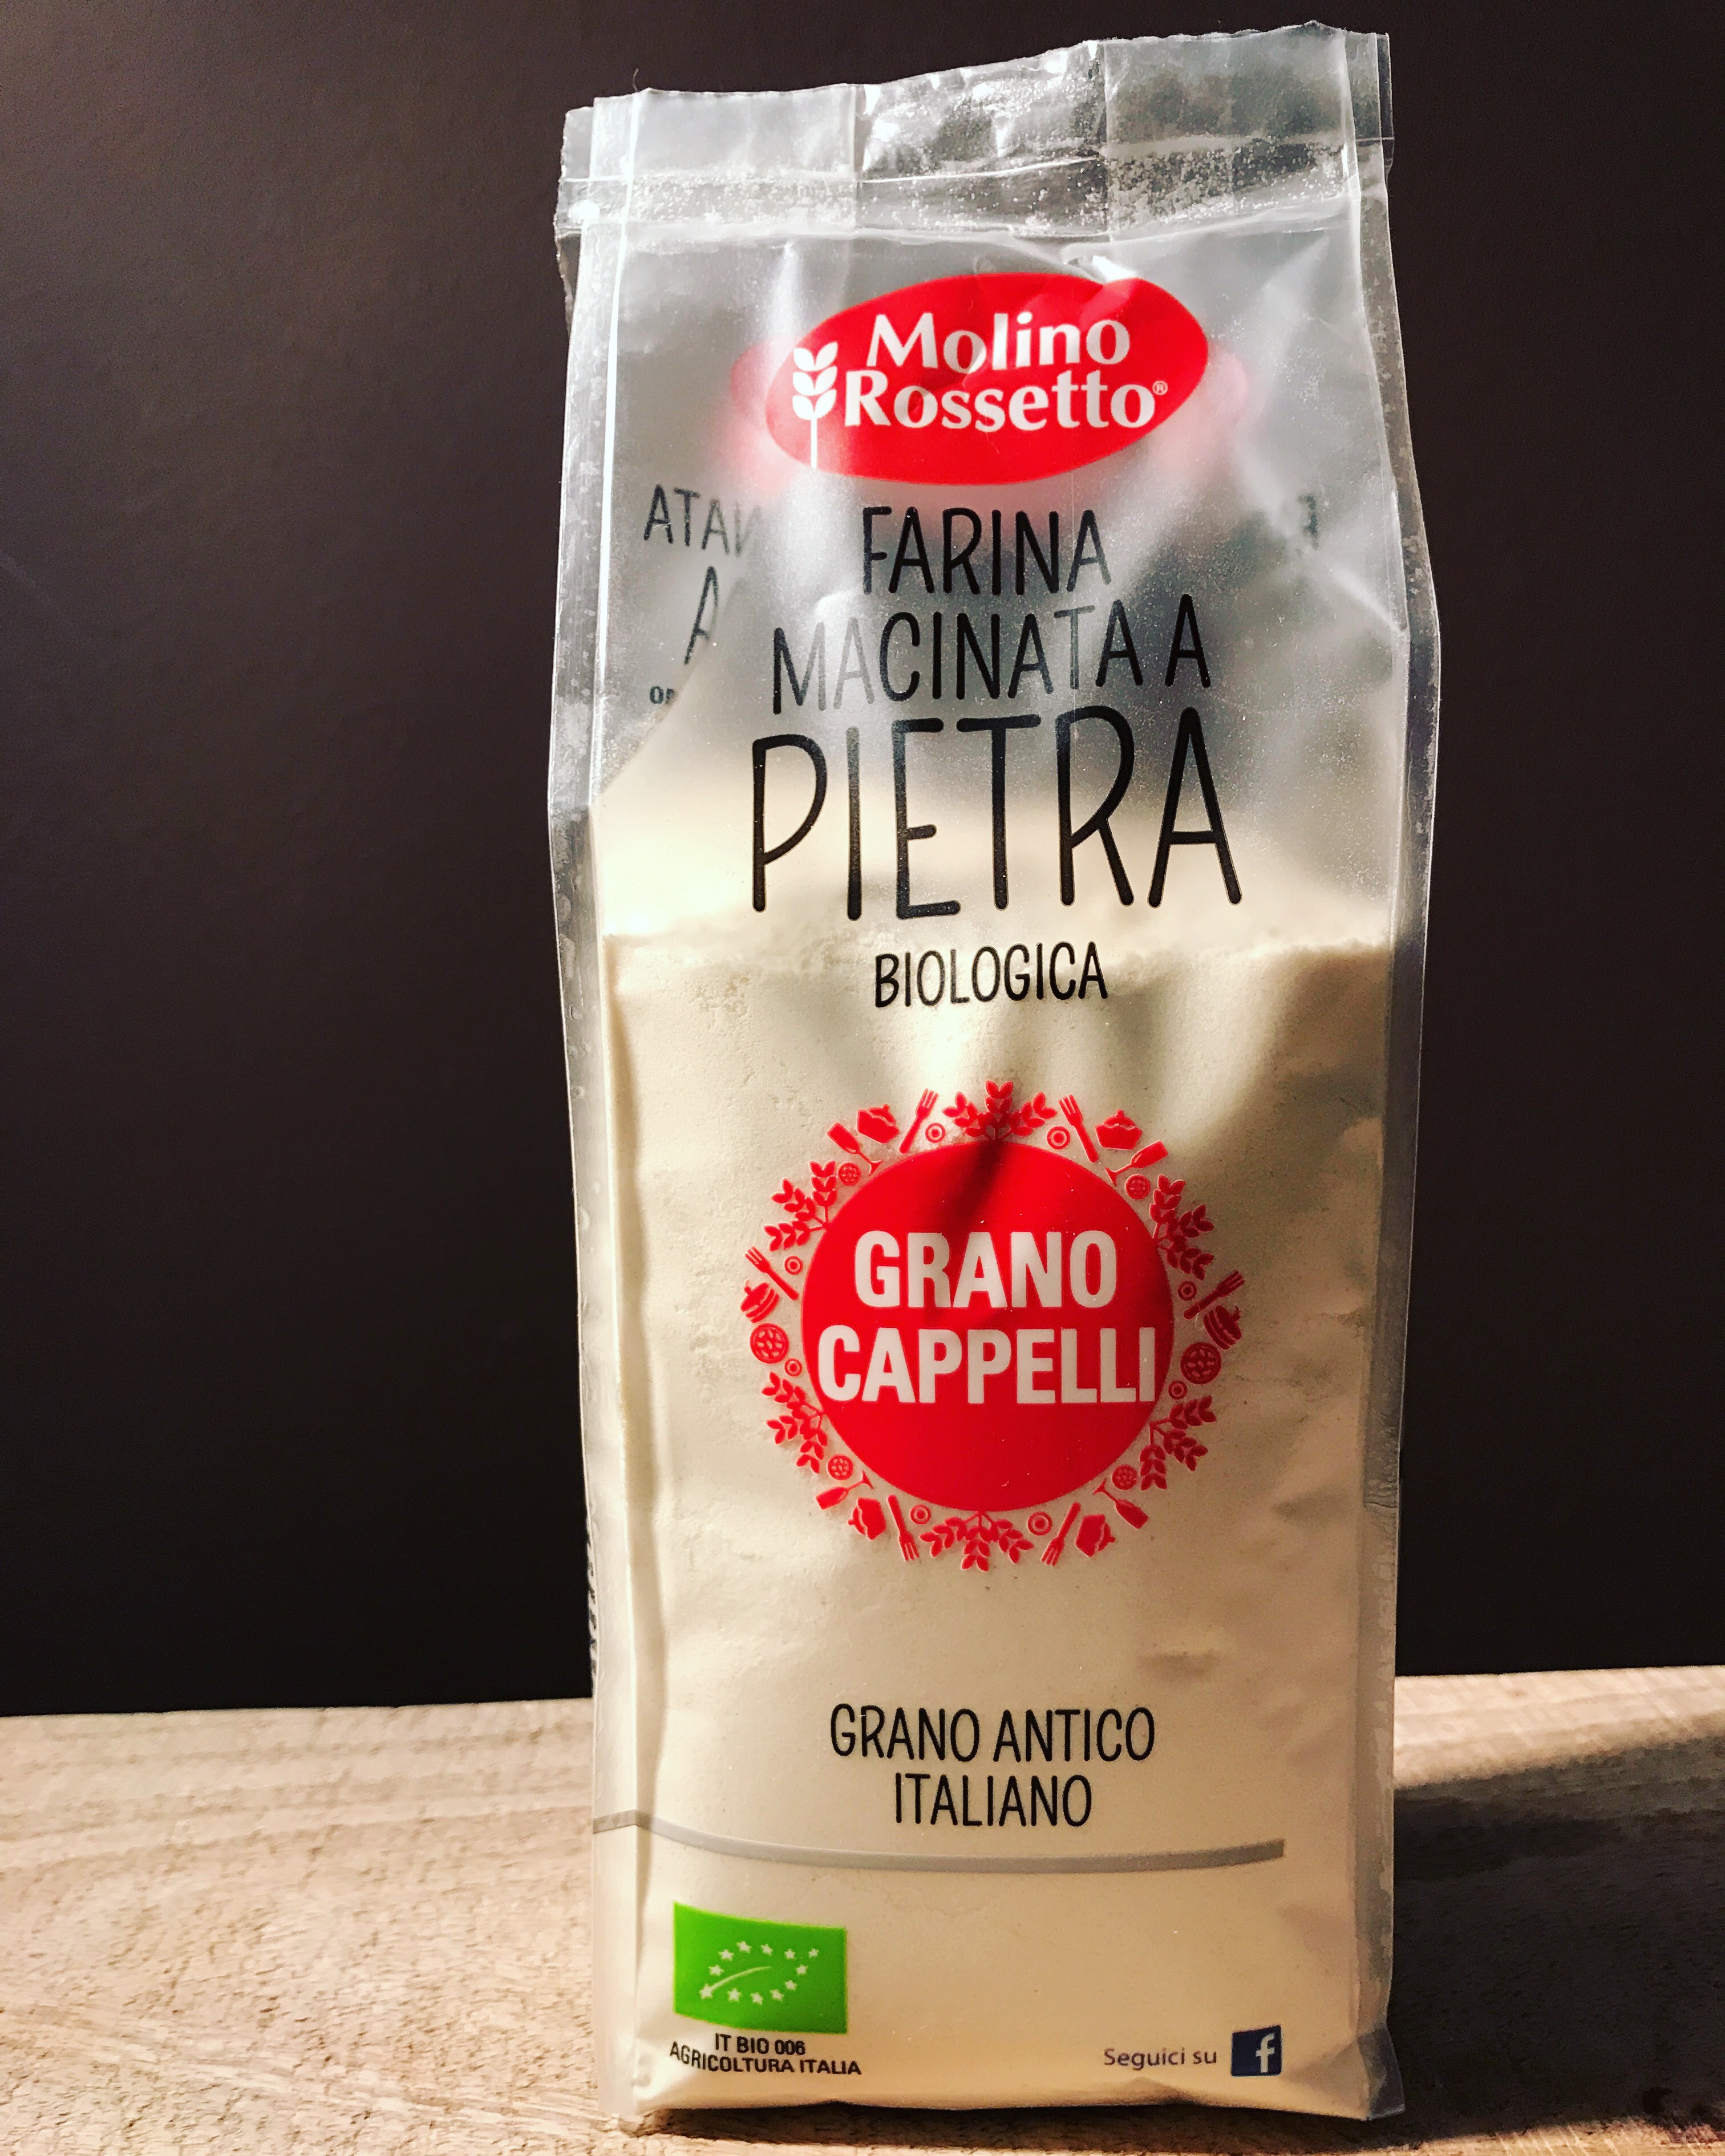 Molino
Rossetto®
FARINA
MACINATA A
PIETRA
BIOLOGICA
GRANO
CAPPELLI
GRANO ANTICO
ITALIANO
IT BIO 006
AGRICOLTURA ITALIA
Seguici su f